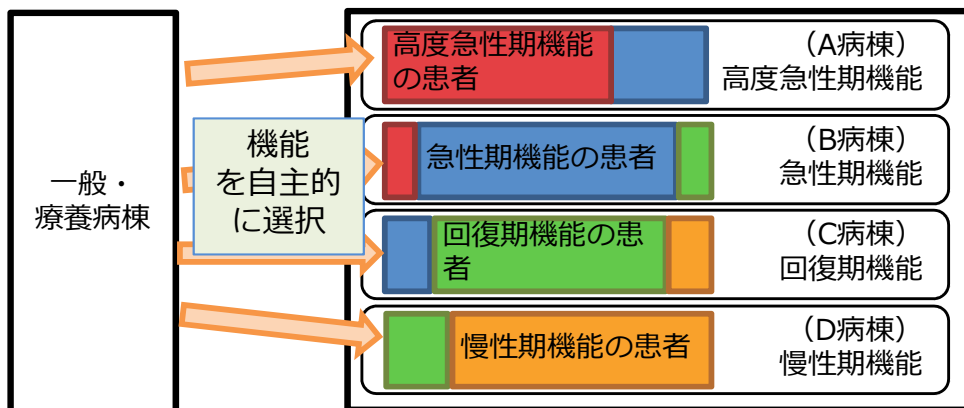 一般・
療養病棟
機能
を自主的
に選択
高度急性期機能
の患者
（A病棟）
高度急性期機能
急性期機能の患者
（B病棟）
急性期機能
回復期機能の患
者
（C病棟）
回復期機能
慢性期機能の患者
（D病棟）
慢性期機能